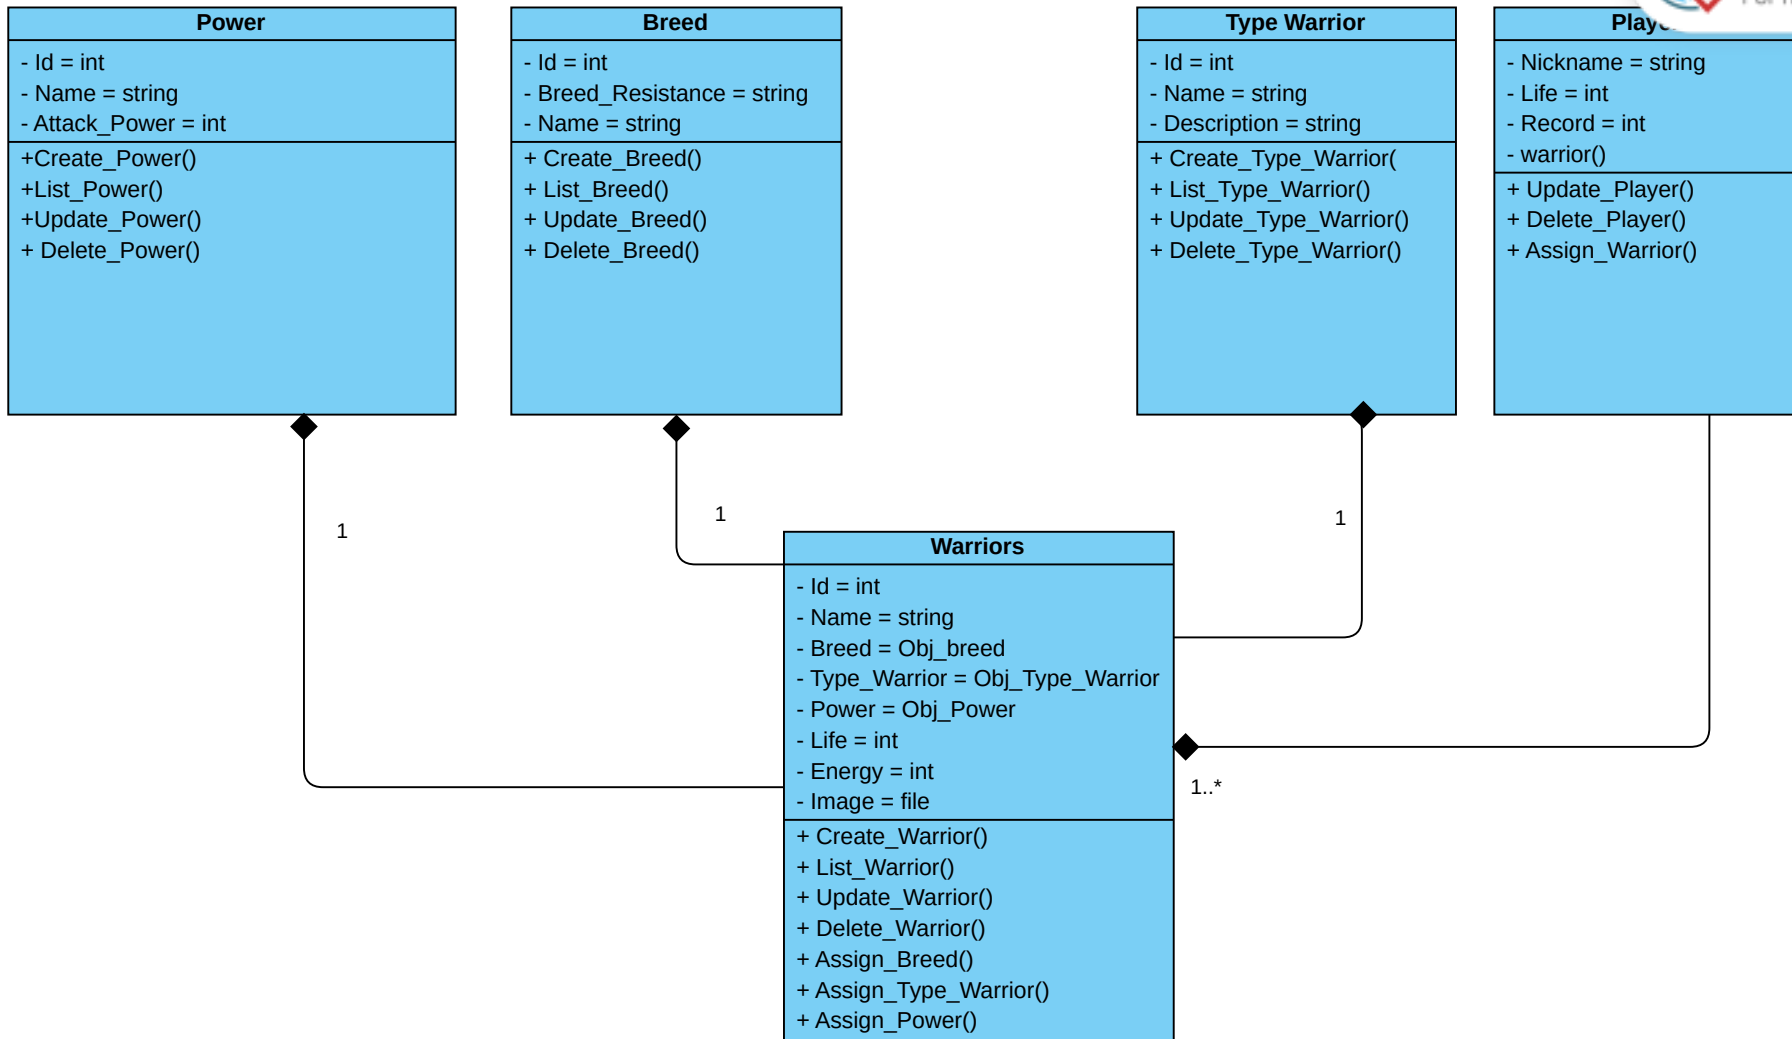 Power
- Id = int
- Name = string
- Attack_Power = int
+Create_Power()
+List_Power()
+Update_Power()
+ Delete_Power()
Breed
- Id = int
- Breed_Resistance = string
- Name = string
+ Create_Breed()
+ List_Breed()
+ Update_Breed()
+ Delete_Breed()
Type Warrior
- Id = int
- Name = string
- Description = string
+ Create_Type_Warrior(
+ List_Type_Warrior()
+ Update_Type_Warrior()
+ Delete_Type_Warrior()
- Nickname = string
- Life = int
- Record = int
- warrior()
+ Update_Player()
+ Delete_Player()
+ Assign_Warrior()
1
1
1
Warriors
- Id = int
- Name = string
- Breed = Obj_breed
- Type_Warrior = Obj_Type_Warrior
- Power = Obj_Power
- Life = int
- Energy = int
- Image = file
+ Create_Warrior()
+ List_Warrior()
+ Update_Warrior()
+ Delete_Warrior()
+ Assign_Breed()
+ Assign_Type_Warrior()
+ Assign_Power()
1..*